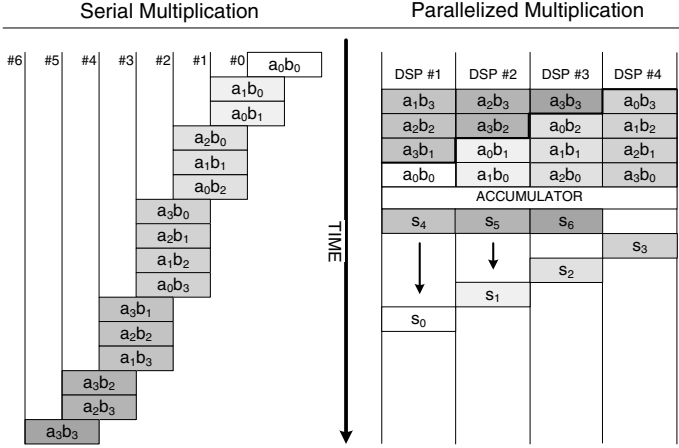 Serial Multiplication
Parallelized Multiplication
#6 #5 #4 #3 #2 #1 #0
a₀b₀
a₁b₀
a₀b₁
a₂b₀
a₁b₁
a₀b₂
a₃b₀
a₂b₁
a₁b₂
a₀b₃
a₃b₁
a₂b₂
a₁b₃
a₃b₂
a₂b₃
a₃b₃
TIME
DSP #1 DSP #2 DSP #3 DSP #4
a₁b₃ a₂b₃ a₃b₃ a₀b₃
a₂b₂ a₃b₂ a₀b₂ a₁b₂
a₃b₁ a₀b₁ a₁b₁ a₂b₁
a₀b₀ a₁b₀ a₂b₀ a₃b₀
ACCUMULATOR
s₄ s₅ s₆
s₃
s₂
s₁
s₀